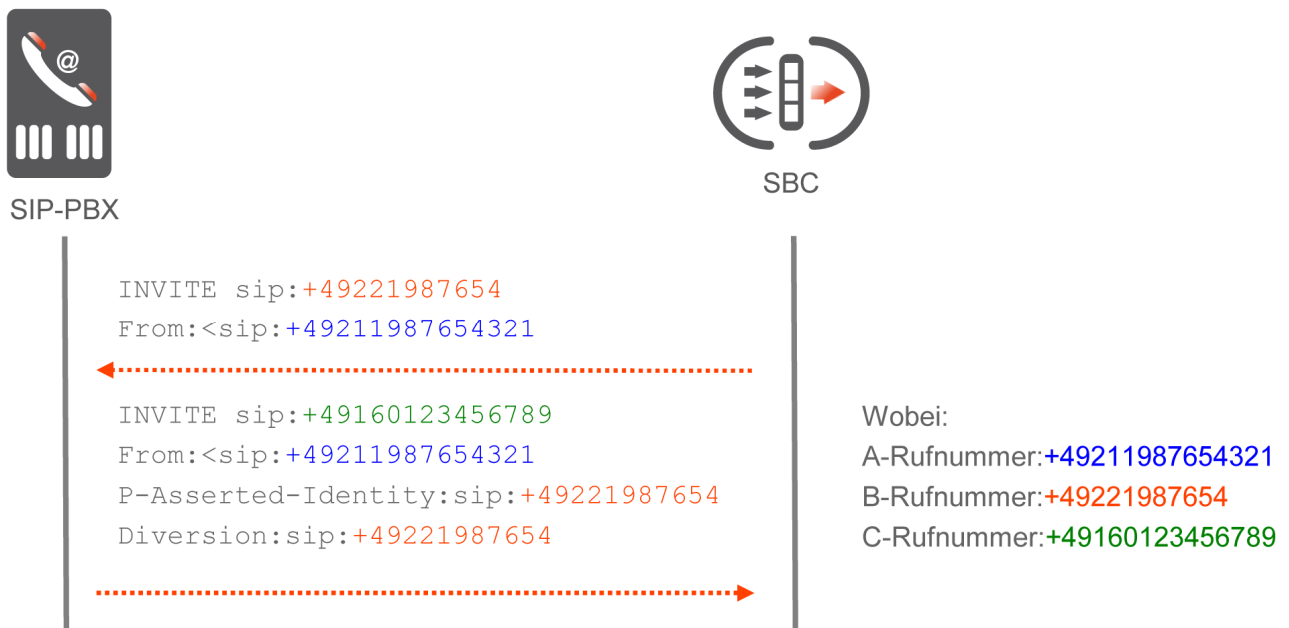 @
SIP-PBX
SBC
INVITE sip:+49221987654
From:<sip:+49211987654321
INVITE sip:+49160123456789
From:<sip:+49211987654321
P-Asserted-Identity:sip:+49221987654
Diversion:sip:+49221987654
Wobei:
A-Rufnummer:+49211987654321
B-Rufnummer:+49221987654
C-Rufnummer:+49160123456789